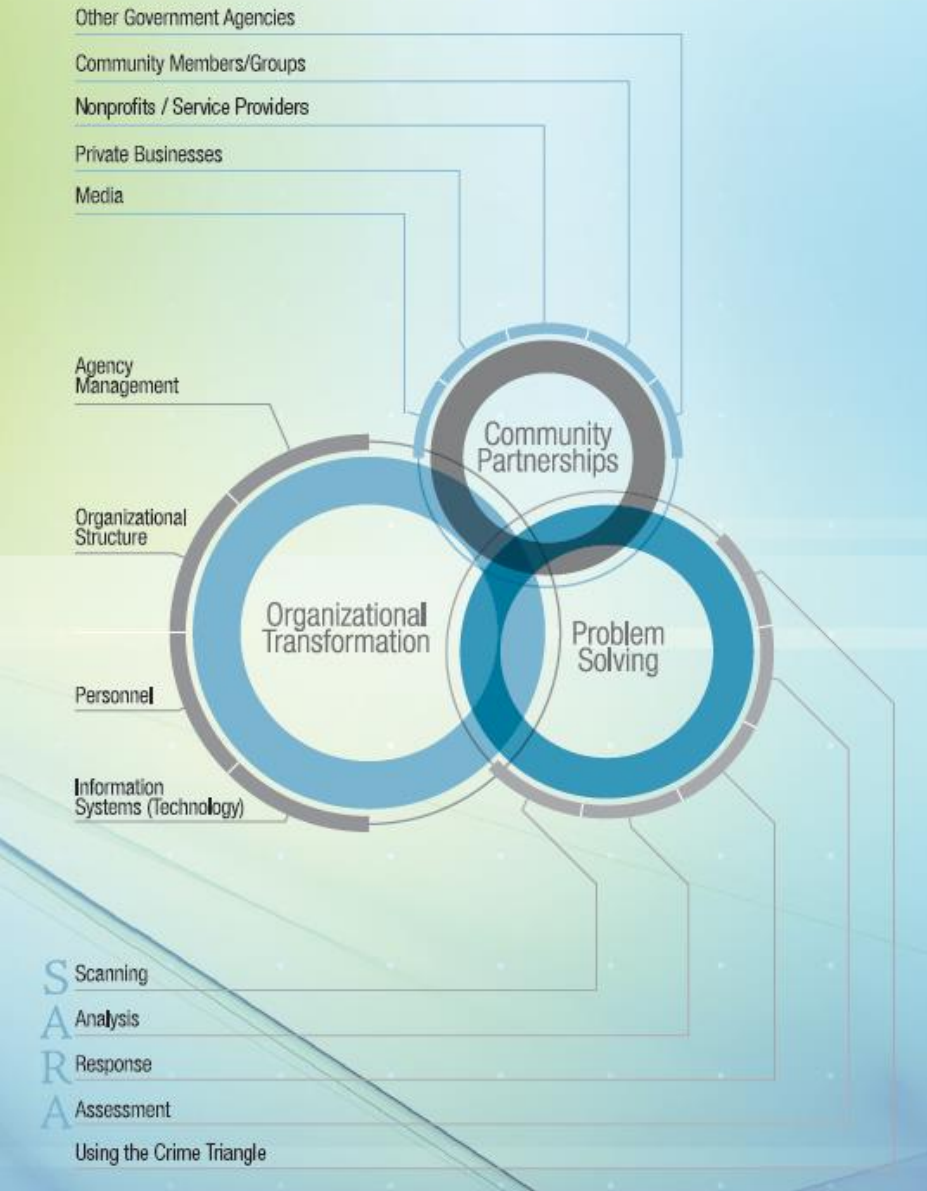 Other Government Agencies
Community Members/Groups
Nonprofits / Service Providers
Private Businesses
Media
Agency
Management
Community
Partnerships
Organizational
Structure
Organizational
Transformation
Problem
Solving
Personnel
Information
Systems (Technology)
S Scanning
A Analysis
R Response
A Assessment
Using the Crime Triangle